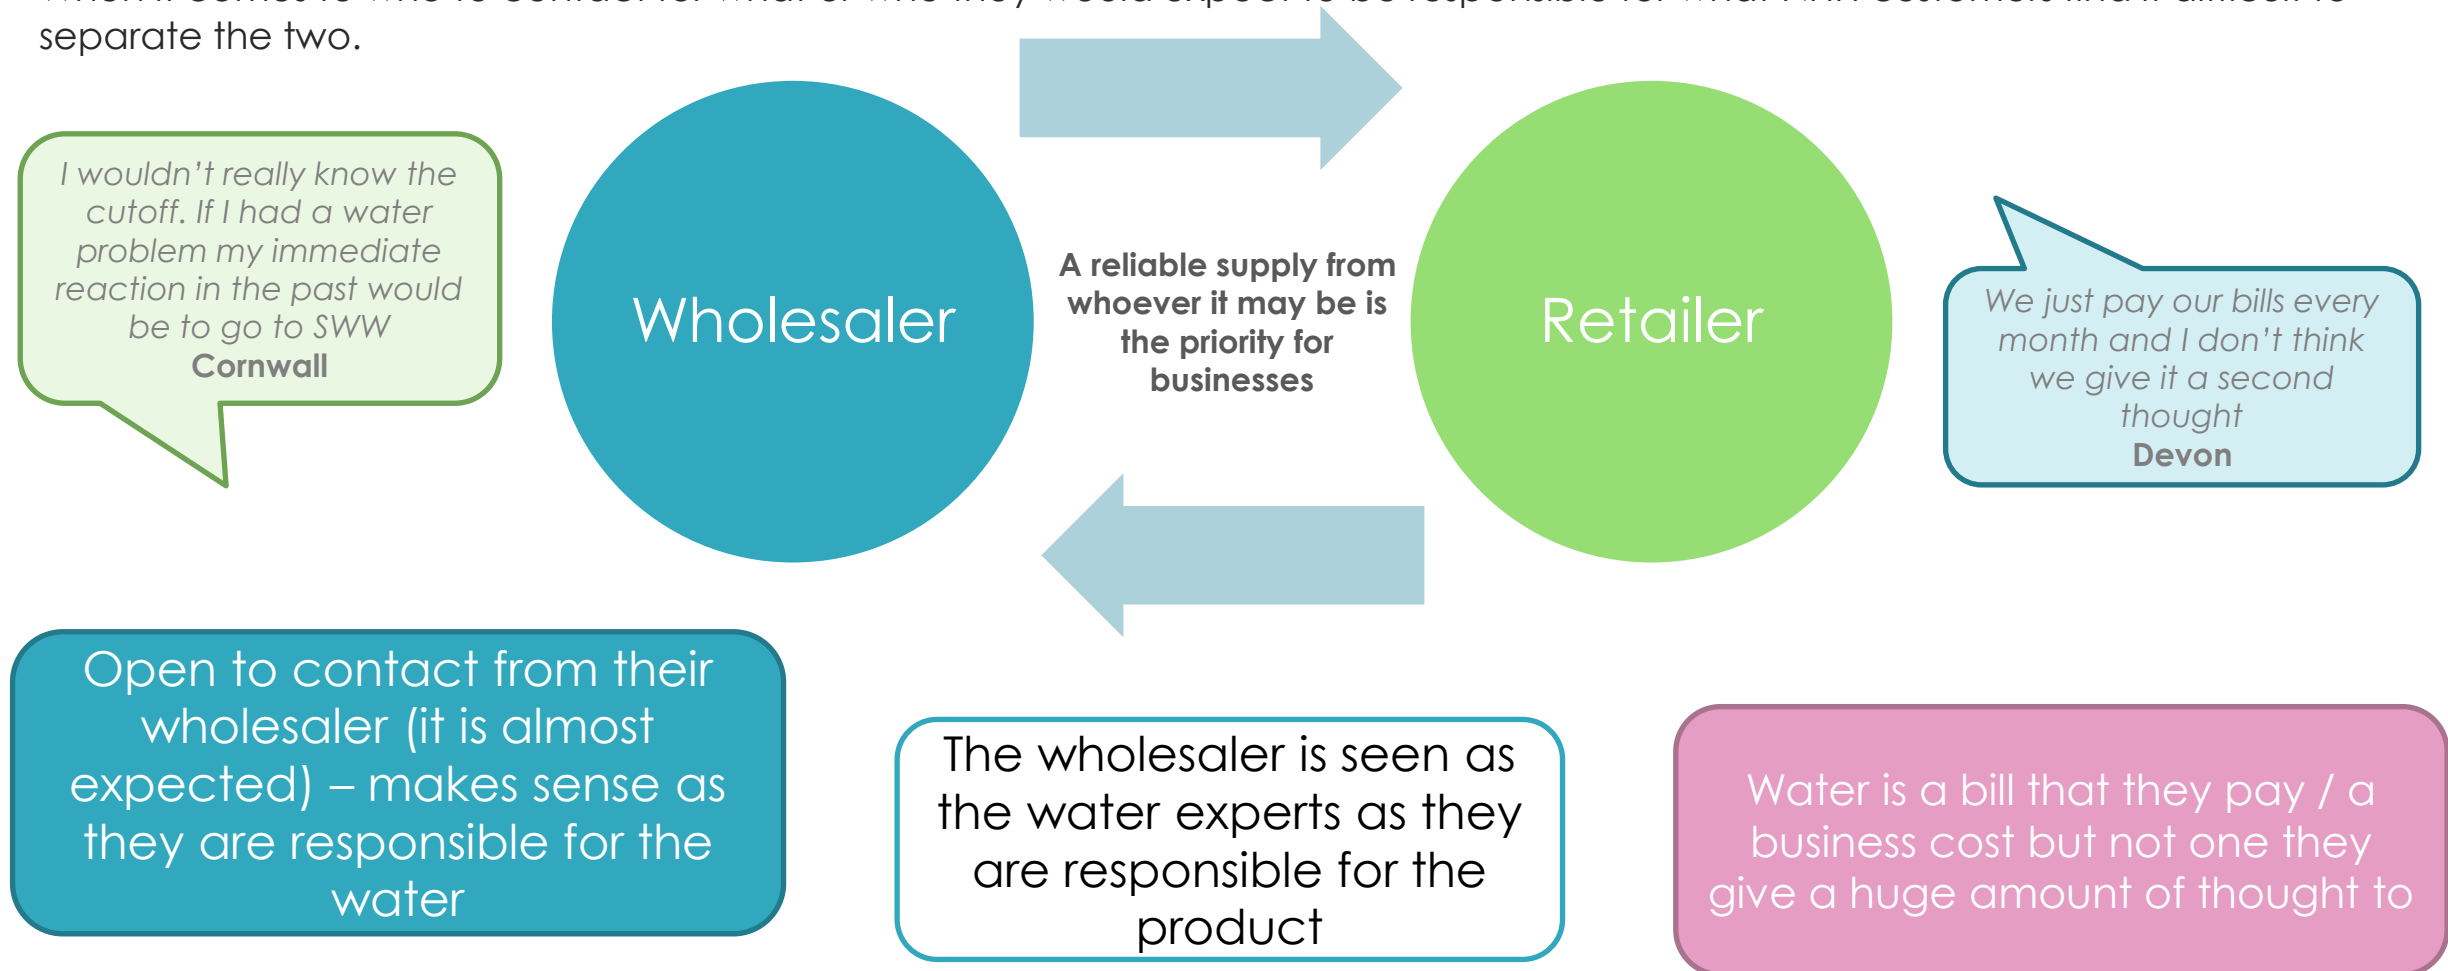 separate the two.
I wouldn't really know the
cutoff. If I had a water
problem my immediate
reaction in the past would
be to go to SWW
Cornwall
Wholesaler
A reliable supply from
whoever it may be is
the priority for
businesses
Retailer
We just pay our bills every
month and I don't think
we give it a second
thought
Devon
Open to contact from their
wholesaler (it is almost
expected) – makes sense as
they are responsible for the
water
The wholesaler is seen as
the water experts as they
are responsible for the
product
Water is a bill that they pay / a
business cost but not one they
give a huge amount of thought to